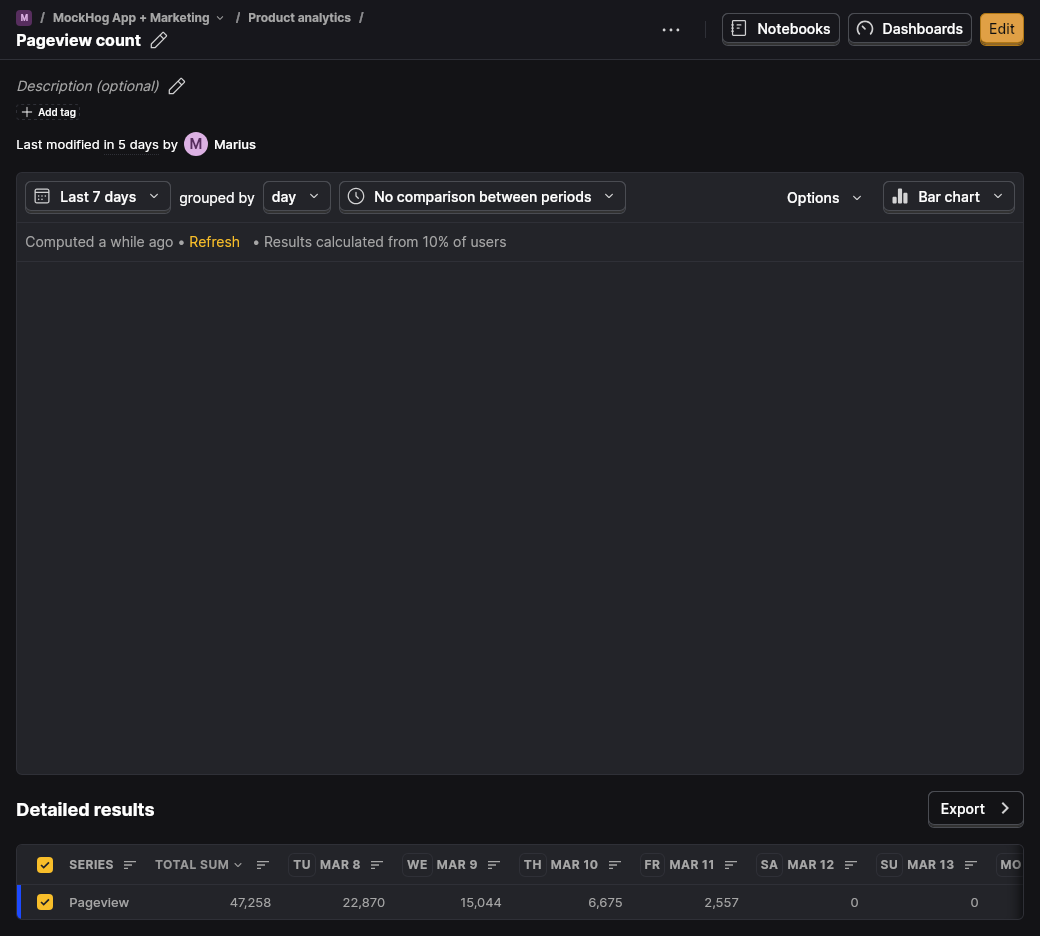 M / MockHog App + Marketing / Product analytics /
Pageview count
Notebooks Dashboards Edit
Description (optional)
Add tag
Last modified in 5 days by M Marius
Last 7 days grouped by day No comparison between periods Options Bar chart
Computed a while ago • Refresh • Results calculated from 10% of users
Detailed results
Export
SERIES TOTAL SUM TU MAR 8 WE MAR 9 TH MAR 10 FR MAR 11 SA MAR 12 SU MAR 13 MO
Pageview 47,258 22,870 15,044 6,675 2,557 0 0